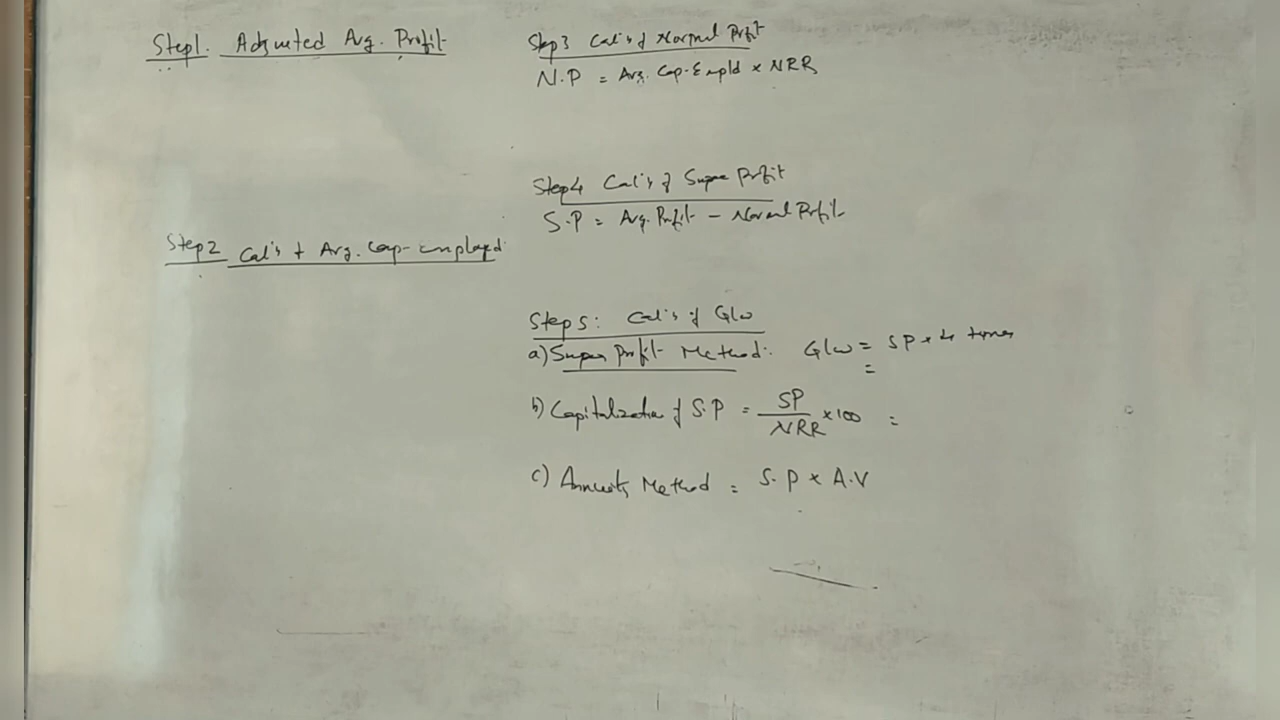 Step1. Adjusted Avg. Profit
Step2 Cal's of Avg. Cap-employed
Step3 Cal's of Normal Profit
N.P = Avg. Cap-Empld × NRR
Step4 Cal's of Super Profit
S.P = Avg. Profit - Normal Profit
Step5: Cal's of G/w
a) Super Profit Method: G/w = SP × 4 times
=
b) Capitalization of S.P = SP/NRR × 100 =
c) Annuity Method = S.P × A.V